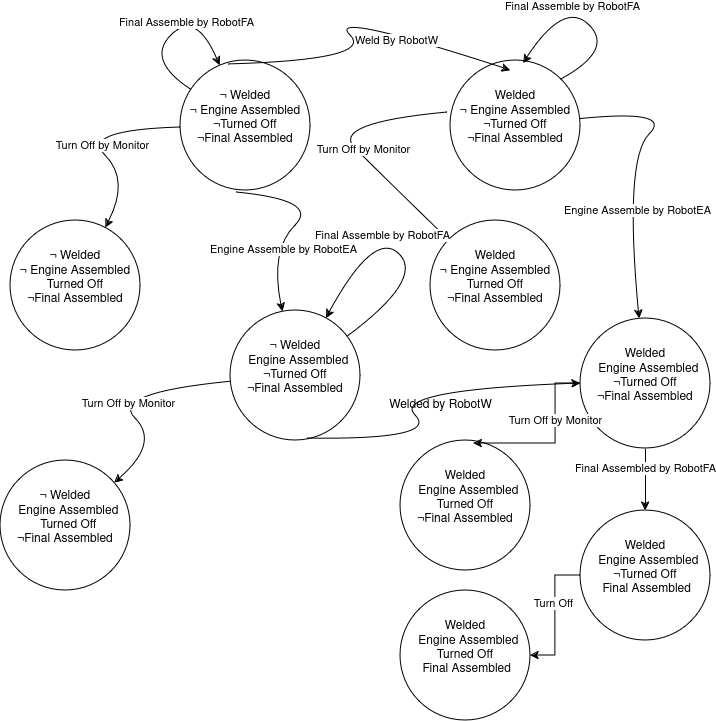 Final Assemble by RobotFA
Weld By RobotW
Final Assemble by RobotFA
¬ Welded
¬ Engine Assembled
¬Turned Off
¬Final Assembled
Welded
¬ Engine Assembled
¬Turned Off
¬Final Assembled
Turn Off by Monitor
Turn Off by Monitor
Engine Assemble by RobotEA
¬ Welded
¬ Engine Assembled
Turned Off
¬Final Assembled
Engine Assemble by RobotEA
Final Assemble by RobotFA
Welded
¬ Engine Assembled
Turned Off
¬Final Assembled
¬ Welded
Engine Assembled
¬Turned Off
¬Final Assembled
Welded
Engine Assembled
¬Turned Off
¬Final Assembled
Turn Off by Monitor
Welded by RobotW
Turn Off by Monitor
Final Assembled by RobotFA
¬ Welded
Engine Assembled
Turned Off
¬Final Assembled
Welded
Engine Assembled
Turned Off
¬Final Assembled
Welded
Engine Assembled
¬Turned Off
Final Assembled
Turn Off
Welded
Engine Assembled
Turned Off
Final Assembled